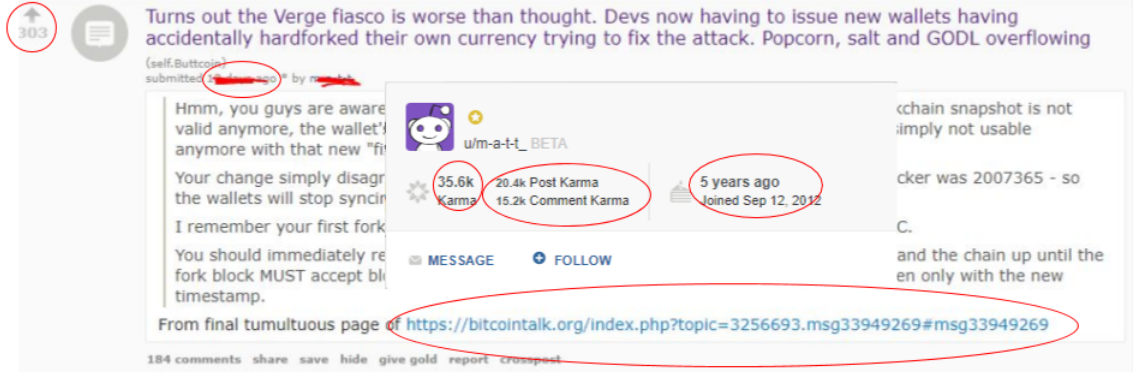 303
Turns out the Verge fiasco is worse than thought. Devs now having to issue new wallets having
accidentally hardforked their own currency trying to fix the attack. Popcorn, salt and GODL overflowing
(self.Buttcoin)
submitted days ago * by
Hmm, you guys are aware kchain snapshot is not
valid anymore, the wallet's simply not usable
anymore with that new "fi
Your change simply disagr cker was 2007365 - so
the wallets will stop syncin
I remember your first fork C.
You should immediately re and the chain up until the
fork block MUST accept blo en only with the new
timestamp.
From final tumultuous page of https://bitcointalk.org/index.php?topic=3256693.msg33949269#msg33949269
184 comments share save hide give gold report crosspost
u/m-a-t-t_ BETA
35.6k
Karma
20.4k Post Karma
15.2k Comment Karma
5 years ago
Joined Sep 12, 2012
MESSAGE FOLLOW